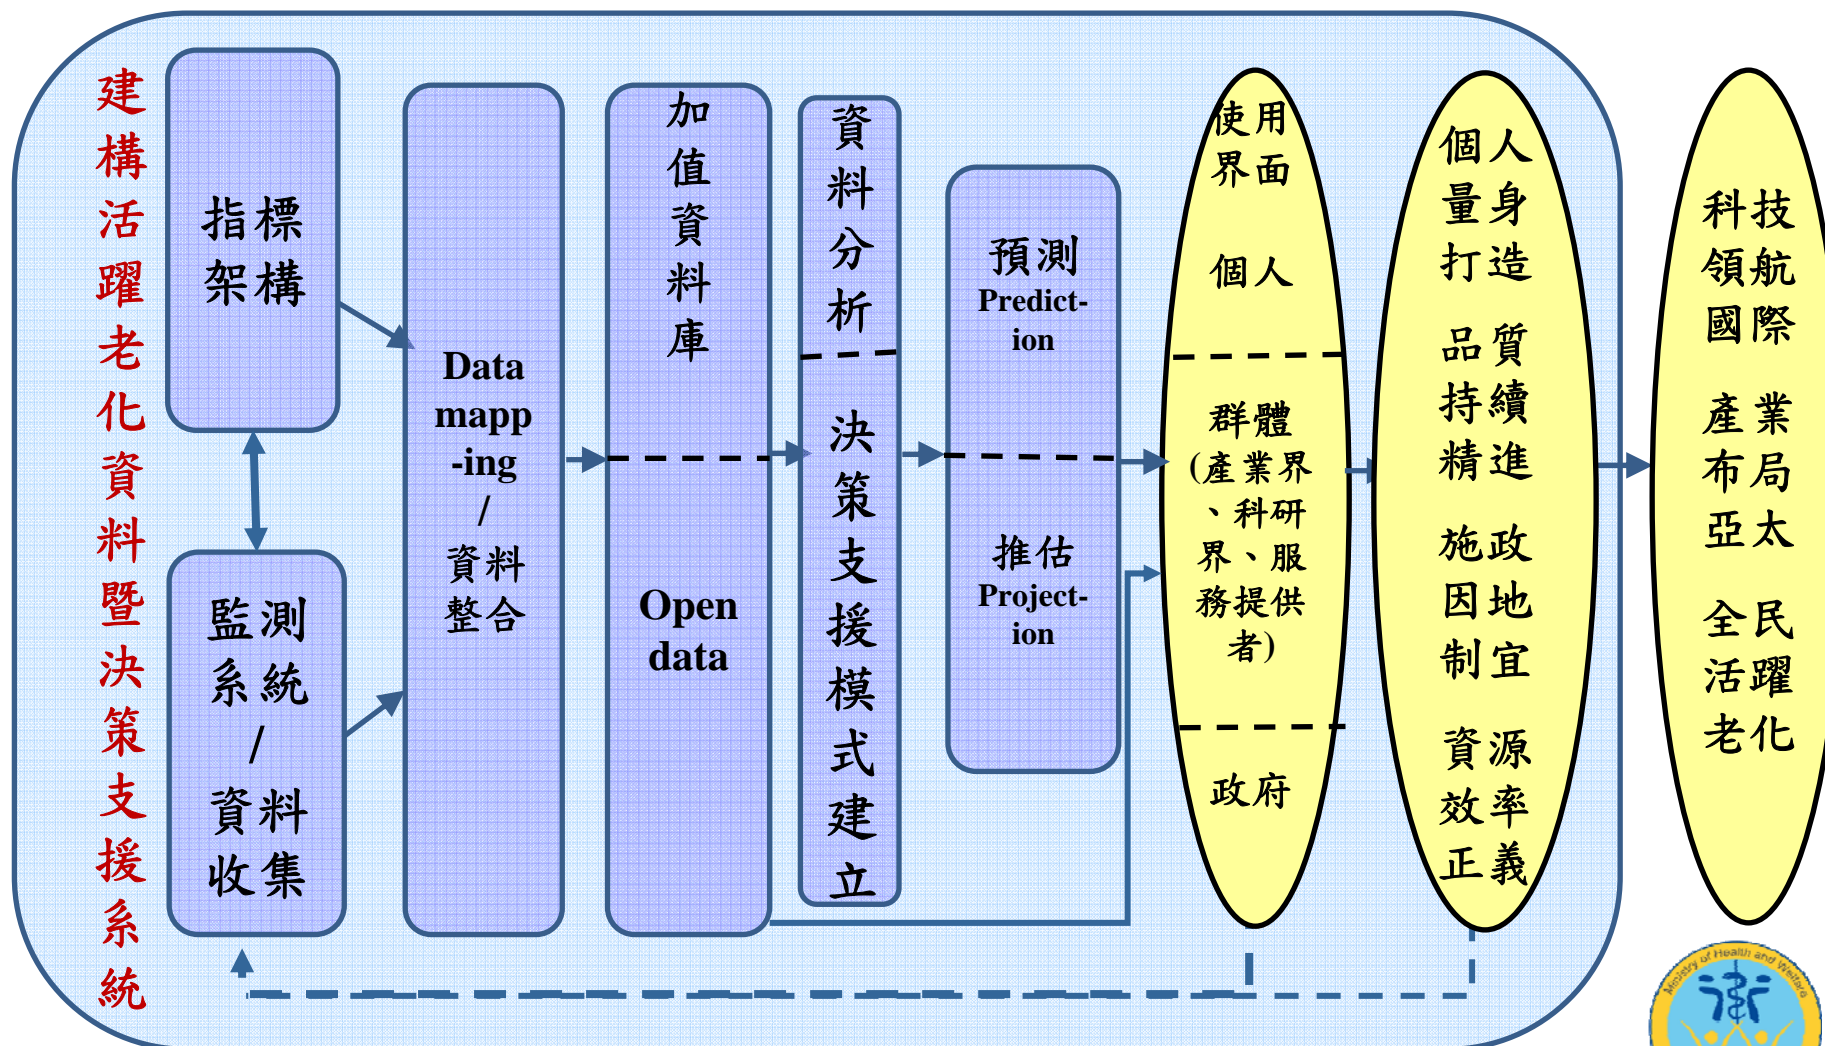 建構活躍老化資料暨決策支援系統
指標
架構
監測
系統
/
資料
收集
Data
mapp
-ing
/
資料
整合
加值資料庫
Open
data
資料分析
決策支援模式建立
預測
Predict-
ion
推估
Project-
ion
使用
界面
個人
群體
(產業界
、科研
界、服
務提供
者)
政府
個人
量身
打造
品質
持續
精進
施政
因地
制宜
資源
效率
正義
科技
領航
國際
產業
布局
亞太
全民
活躍
老化
Ministry of Health and Welfare